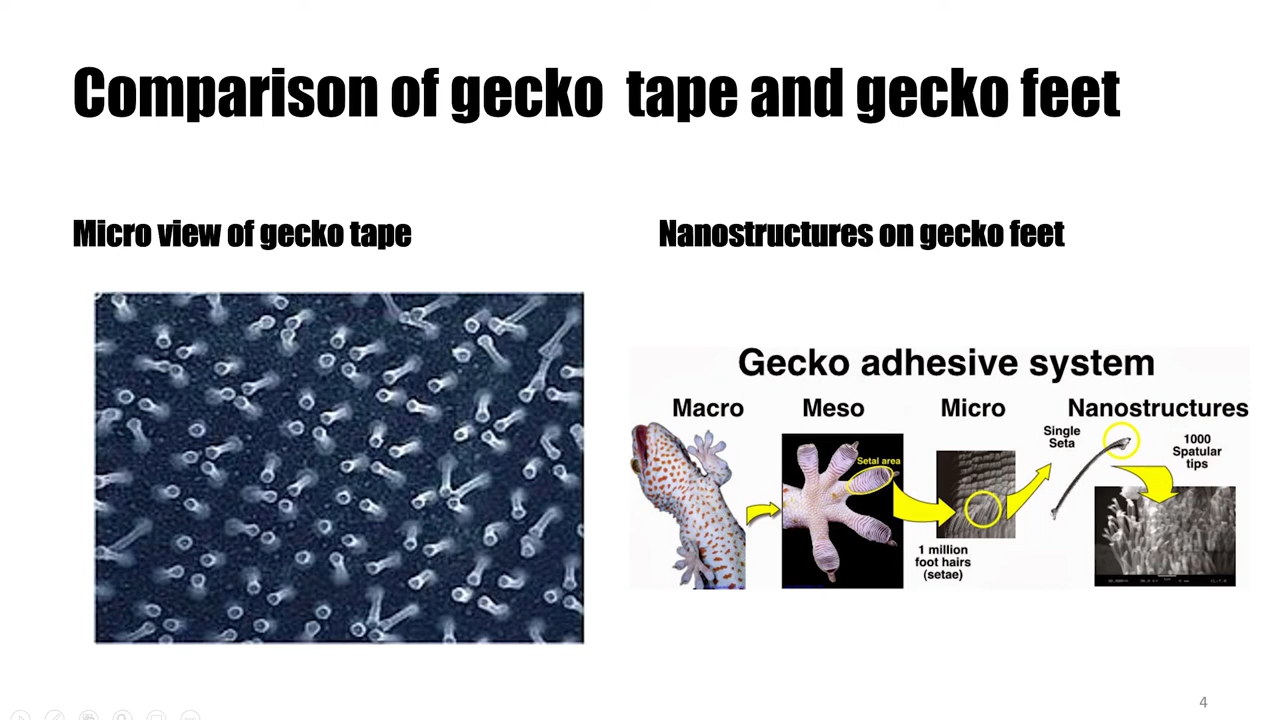 Comparison of gecko  tape and gecko feet
Micro view of gecko tape
Nanostructures on gecko feet
Gecko adhesive system
Macro
Meso
Micro
Nanostructures
Setal area
1 million
foot hairs
(setae)
Single
Seta
1000
Spatular
tips
4